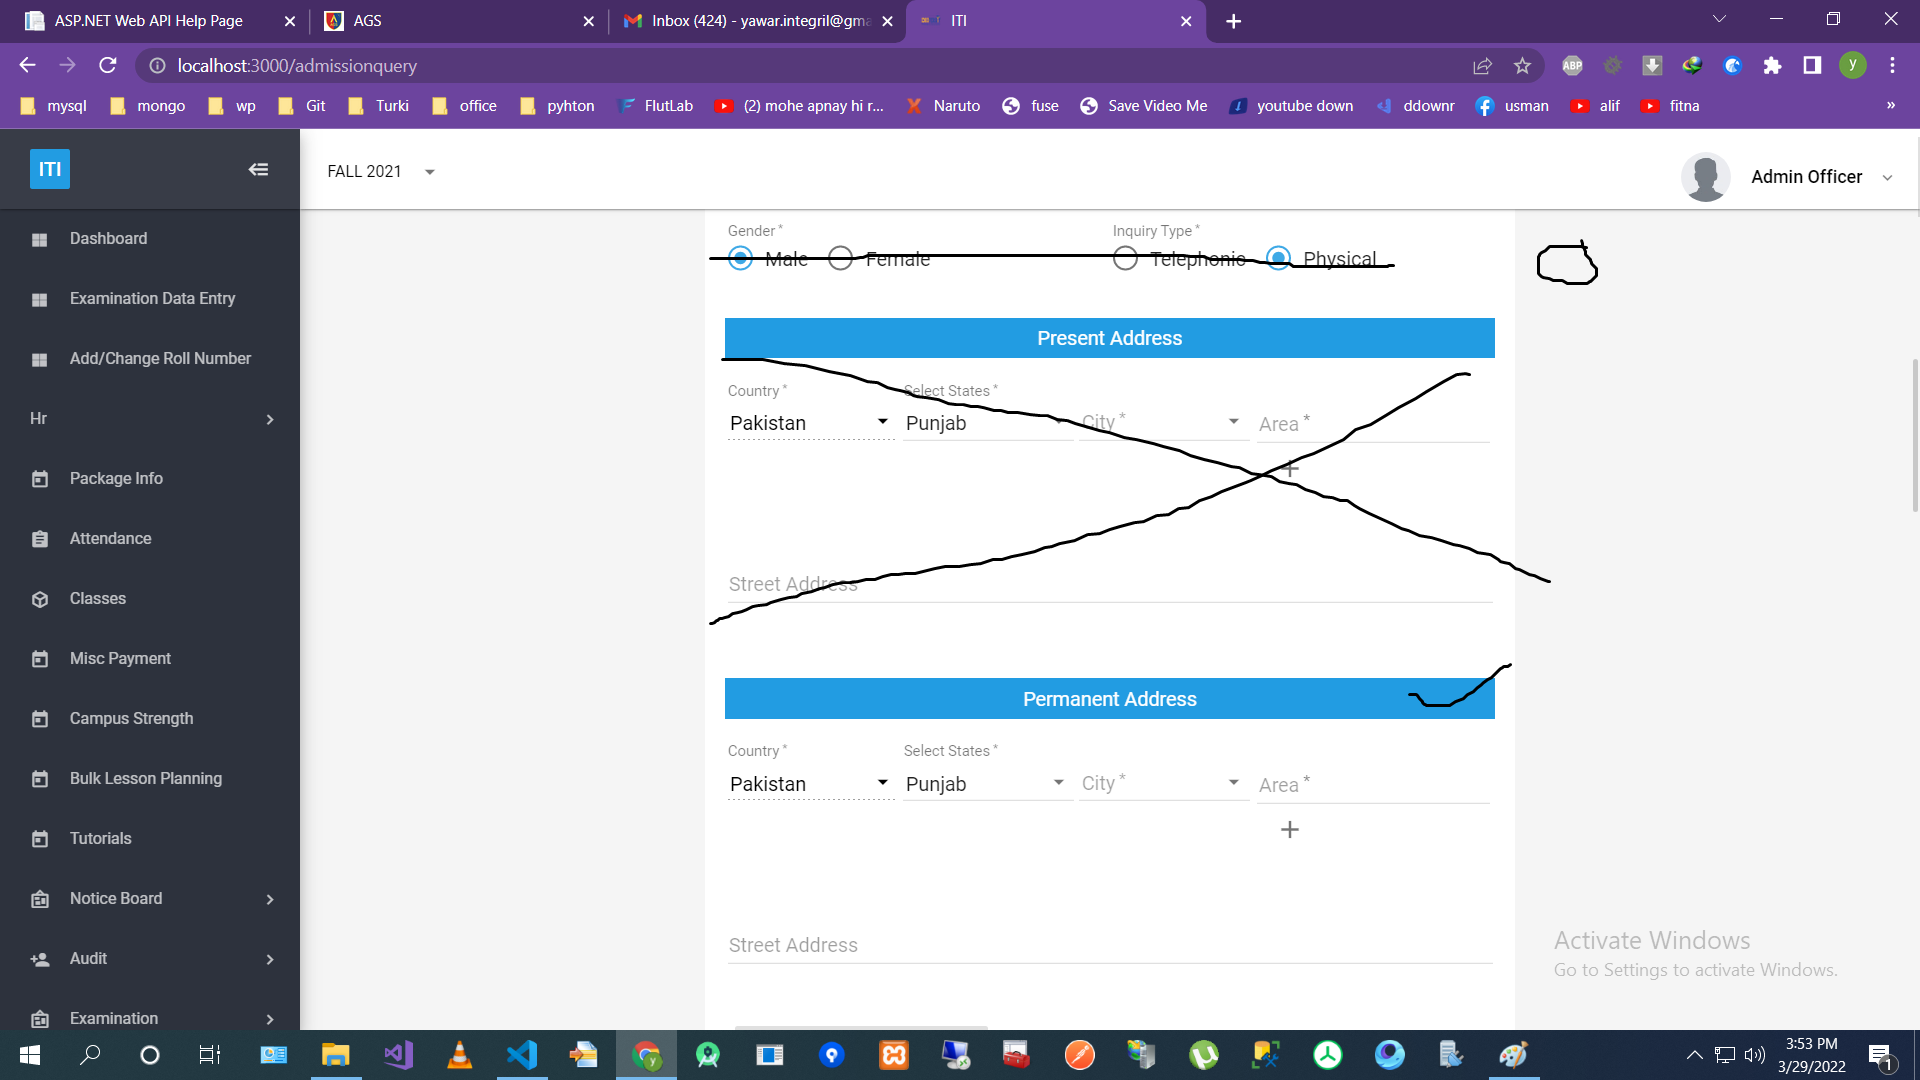 ASP.NET Web API Help Page
AGS
Inbox (424) - yawar.integril@gma
ITI
localhost:3000/admissionquery
ABP
y
mysql
mongo
wp
Git
Turki
office
pyhton
FlutLab
(2) mohe apnay hi r...
Naruto
fuse
Save Video Me
youtube down
ddownr
usman
alif
fitna
»
ITI
FALL 2021
Admin Officer
Dashboard
Examination Data Entry
Add/Change Roll Number
Hr
Package Info
Attendance
Classes
Misc Payment
Campus Strength
Bulk Lesson Planning
Tutorials
Notice Board
Audit
Examination
Gender *
Inquiry Type *
Male
Female
Telephonic
Physical
Present Address
Country *
Select States *
Pakistan
Punjab
City *
Area *
+
Street Address
Permanent Address
Country *
Select States *
Pakistan
Punjab
City *
Area *
+
Street Address
Activate Windows
Go to Settings to activate Windows.
3:53 PM
3/29/2022
1